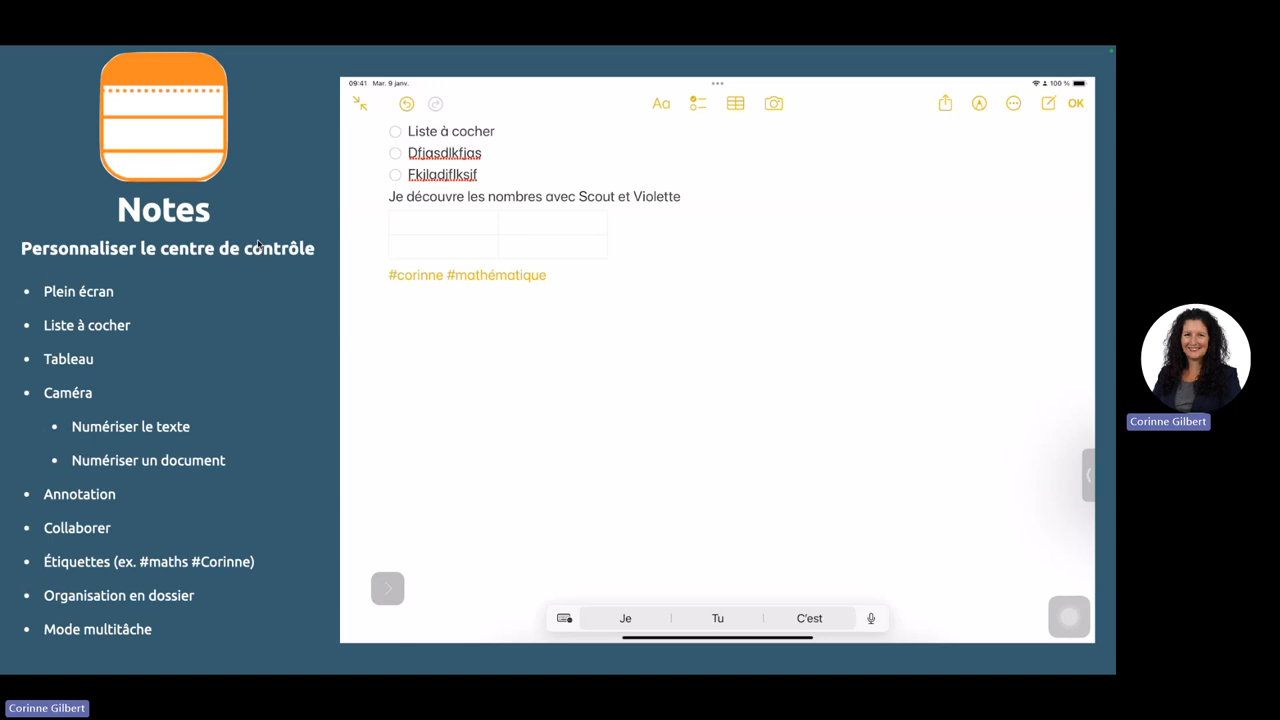 Notes
Personnaliser le centre de contrôle
Plein écran
Liste à cocher
Tableau
Caméra
Numériser le texte
Numériser un document
Annotation
Collaborer
Étiquettes (ex. #maths #Corinne)
Organisation en dossier
Mode multitâche
09:41 Mar. 9 janv.
100 %
Aa
OK
Liste à cocher
Dfjasdlkfjas
Fkjladjflksjf
Je découvre les nombres avec Scout et Violette
#corinne #mathématique
Je Tu C'est
Corinne Gilbert
Corinne Gilbert